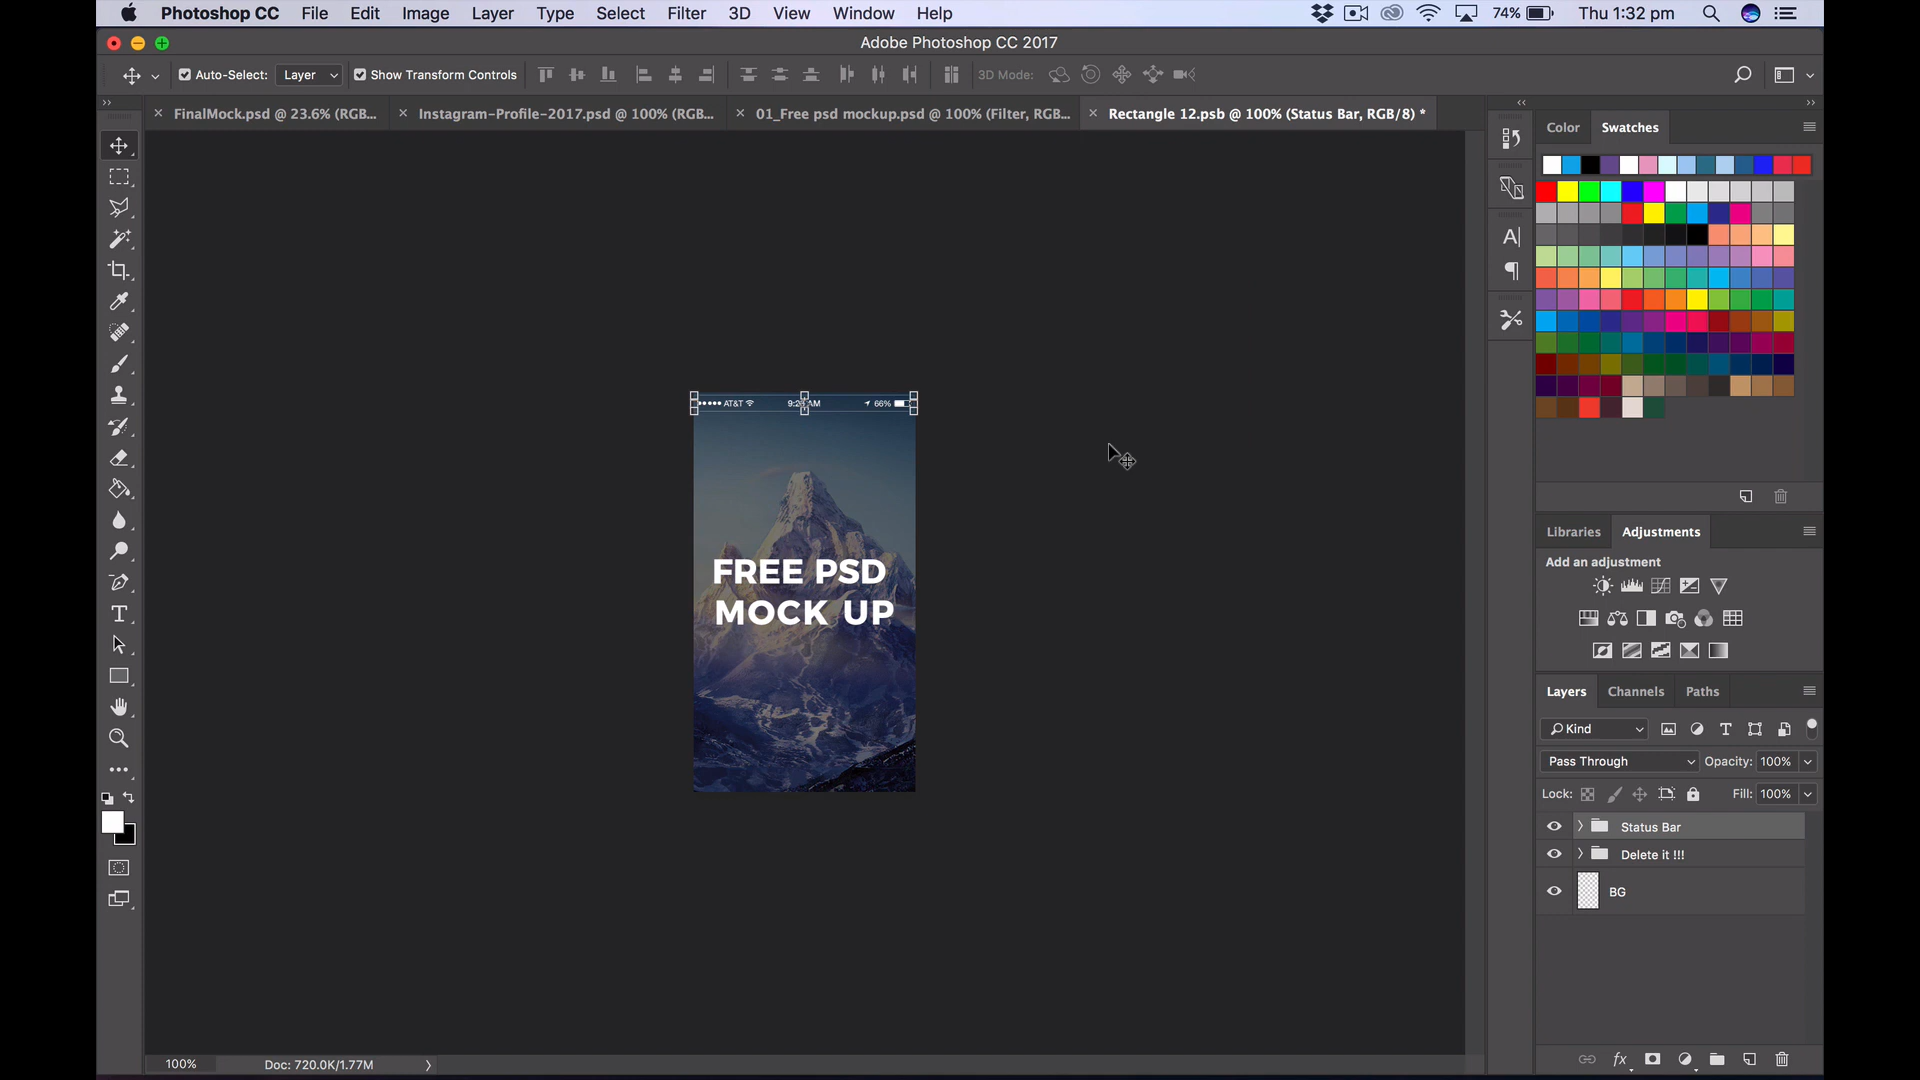 Photoshop CC File Edit Image Layer Type Select Filter 3D View Window Help 74% Thu 1:32 pm
Adobe Photoshop CC 2017
Auto-Select: Layer Show Transform Controls 3D Mode:
FinalMock.psd @ 23.6% (RGB... Instagram-Profile-2017.psd @ 100% (RGB... 01_Free psd mockup.psd @ 100% (Filter, RGB... Rectangle 12.psb @ 100% (Status Bar, RGB/8) *
Color Swatches
AT&T AM 66%
FREE PSD
MOCK UP
Libraries Adjustments
Add an adjustment
Layers Channels Paths
Kind
Pass Through Opacity: 100%
Lock: Fill: 100%
Status Bar
Delete it !!!
BG
100% Doc: 720.0K/1.77M